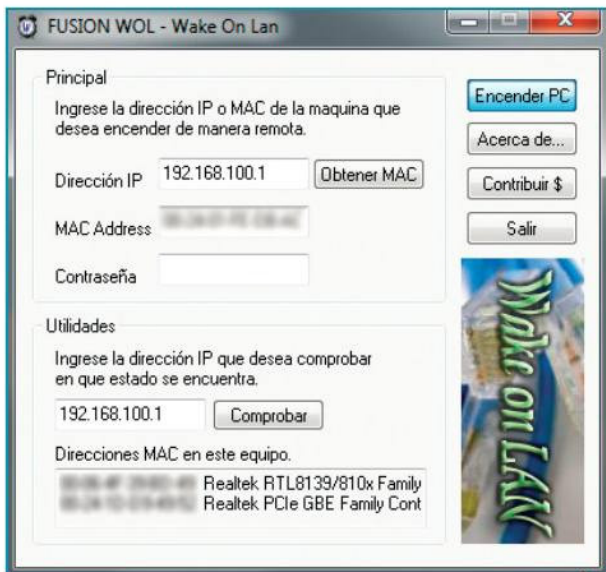 FUSION WOL - Wake On Lan
Principal
Ingrese la dirección IP o MAC de la maquina que
desea encender de manera remota.
Dirección IP 192.168.100.1 Obtener MAC
MAC Address
Contraseña
Encender PC
Acerca de...
Contribuir $
Salir
Utilidades
Ingrese la dirección IP que desea comprobar
en que estado se encuentra.
192.168.100.1 Comprobar
Direcciones MAC en este equipo.
Realtek RTL8139/810x Family
Realtek PCIe GBE Family Cont
Wake on LAN